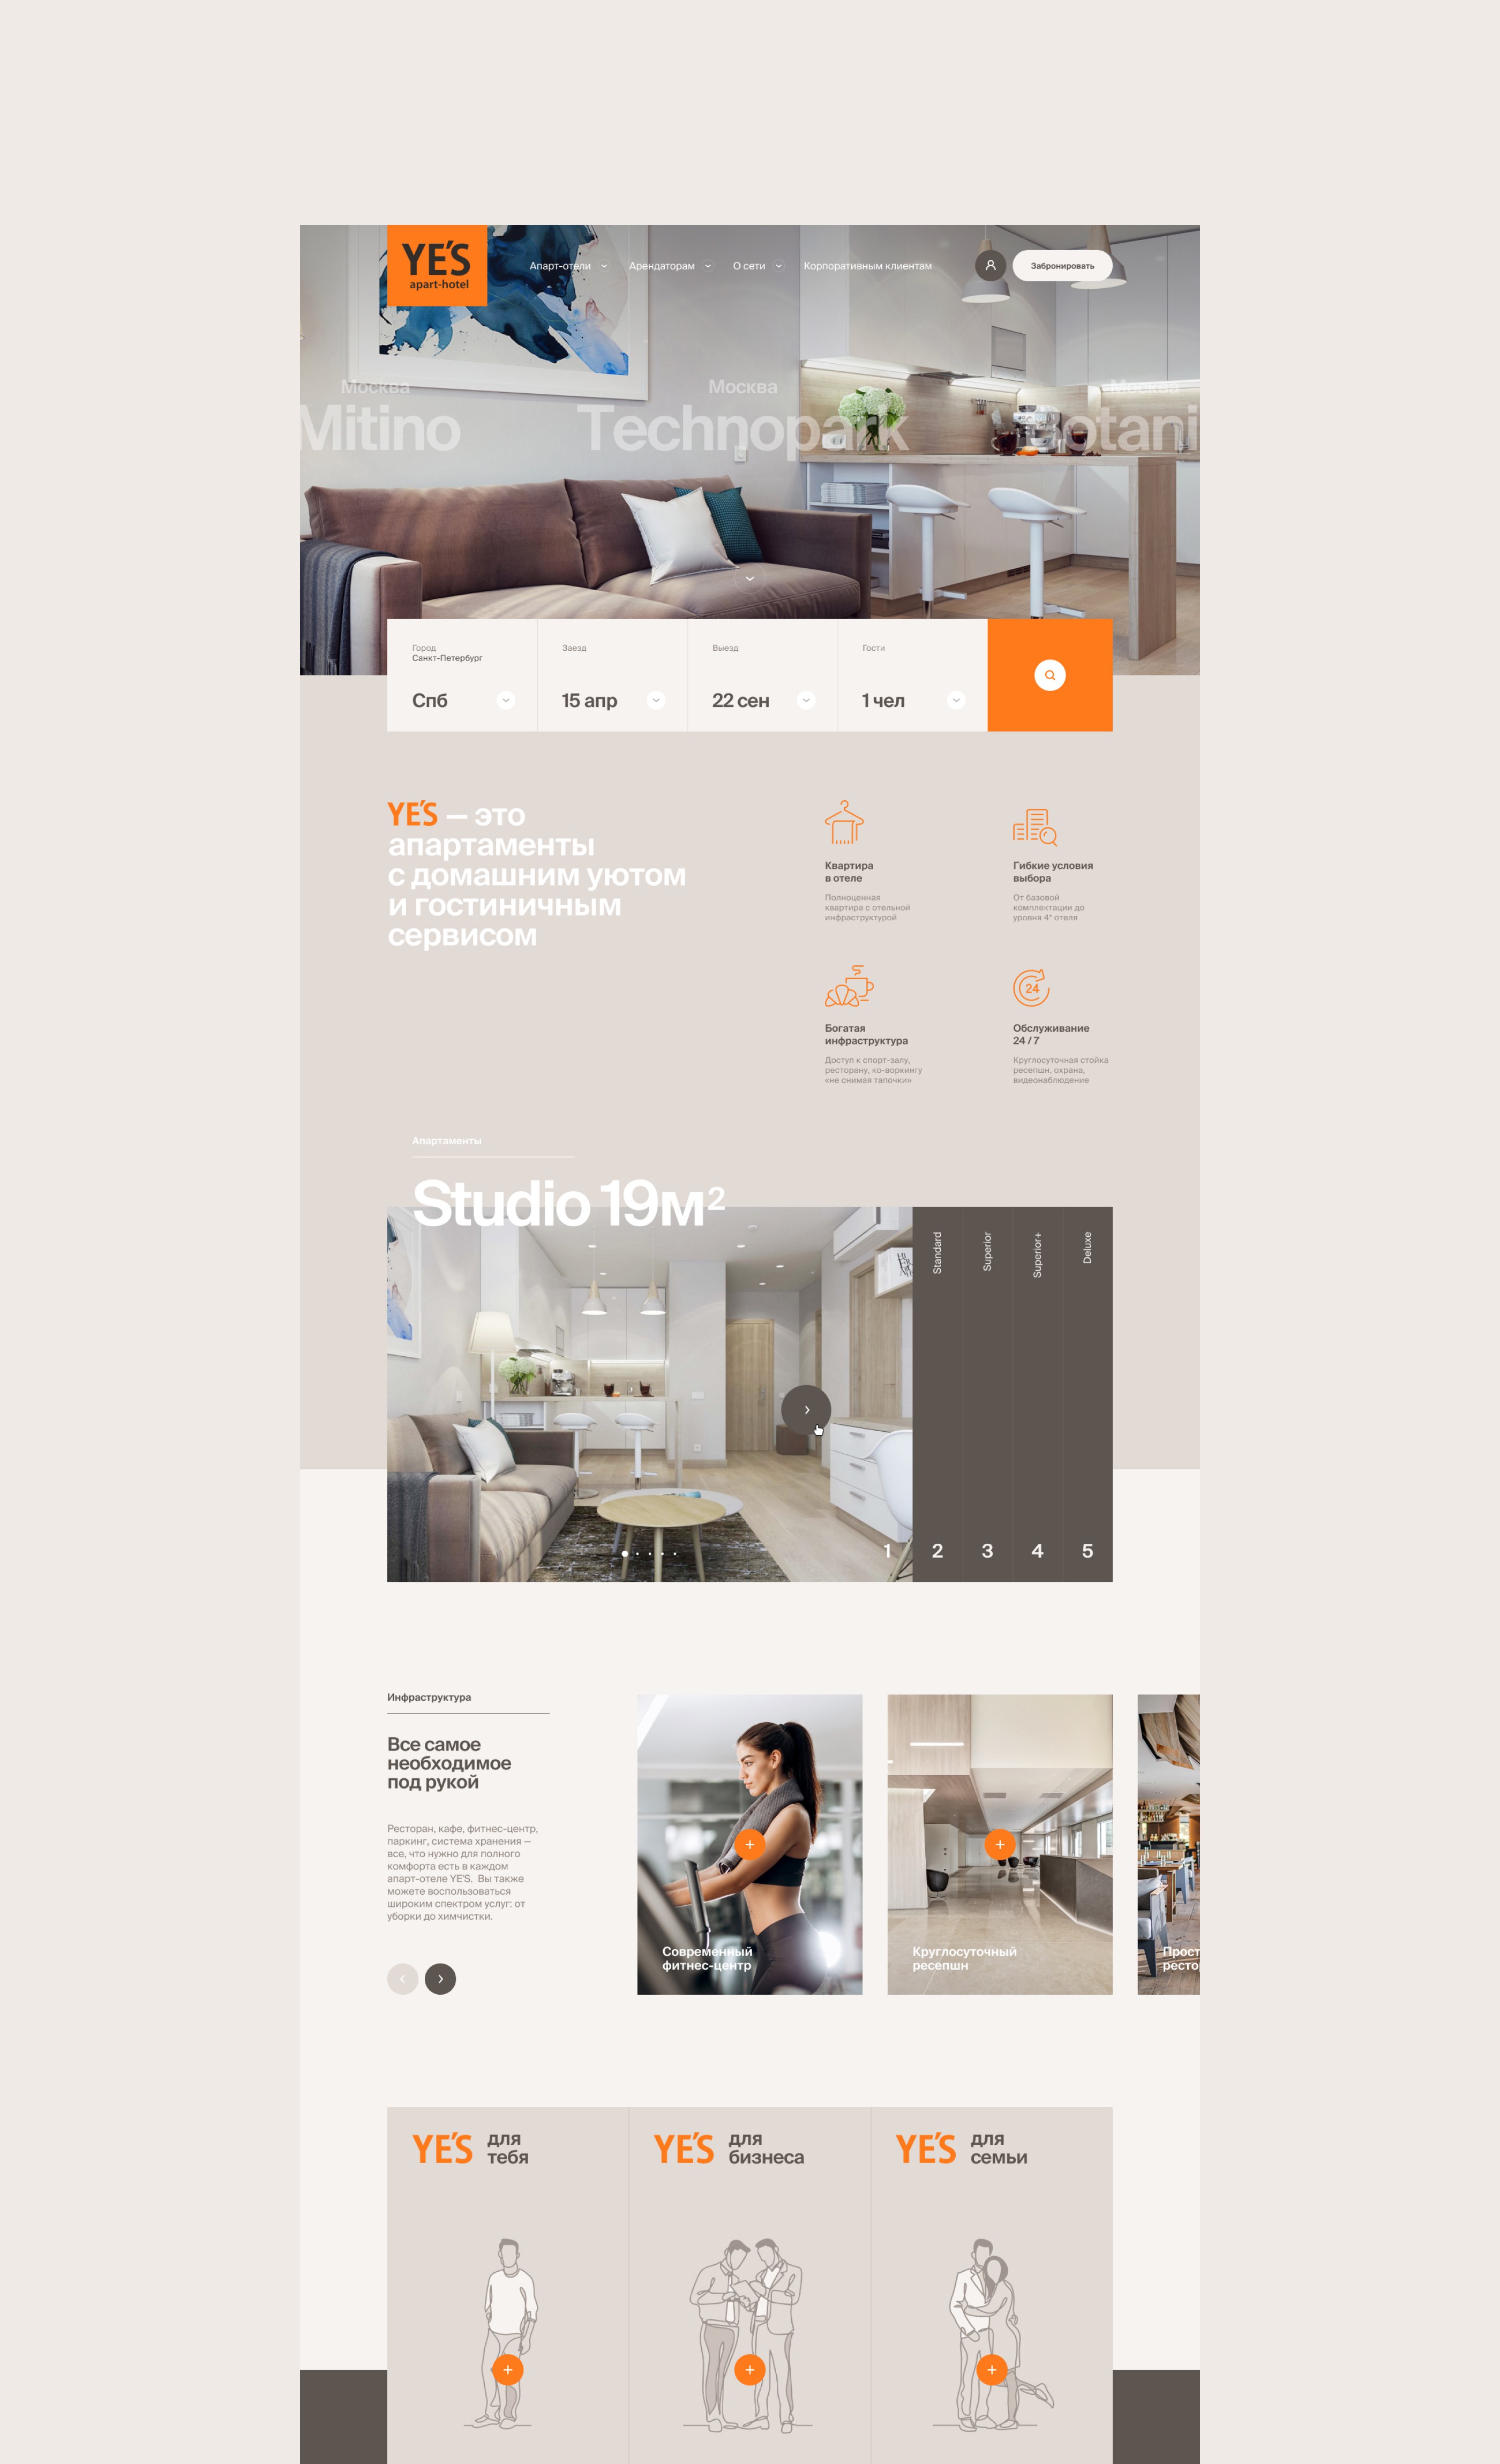 YE'S
apart-hotel
Апарт-отели
Арендаторам
О сети
Корпоративным клиентам
Забронировать
Москва
Mitino
Москва
Technopark
Москва
otani
Город
Санкт-Петербург
Спб
Заезд
15 апр
Выезд
22 сен
Гости
1 чел
YE'S — это
апартаменты
с домашним уютом
и гостиничным
сервисом
Квартира
в отеле
Полноценная
квартира с отельной
инфраструктурой
Гибкие условия
выбора
От базовой
комплектации до
уровня 4* отеля
Богатая
инфраструктура
Доступ к спорт-залу,
ресторану, ко-воркингу
«не снимая тапочки»
24
Обслуживание
24 / 7
Круглосуточная стойка
ресепшн, охрана,
видеонаблюдение
Апартаменты
Studio 19м²
Standard
Superior
Superior+
Deluxe
1
2
3
4
5
Инфраструктура
Все самое
необходимое
под рукой
Ресторан, кафе, фитнес-центр,
паркинг, система хранения —
все, что нужно для полного
комфорта есть в каждом
апарт-отеле YE'S. Вы также
можете воспользоваться
широким спектром услуг: от
уборки до химчистки.
Современный
фитнес-центр
Круглосуточный
ресепшн
Прост
ресто
YE'S для
тебя
YE'S для
бизнеса
YE'S для
семьи